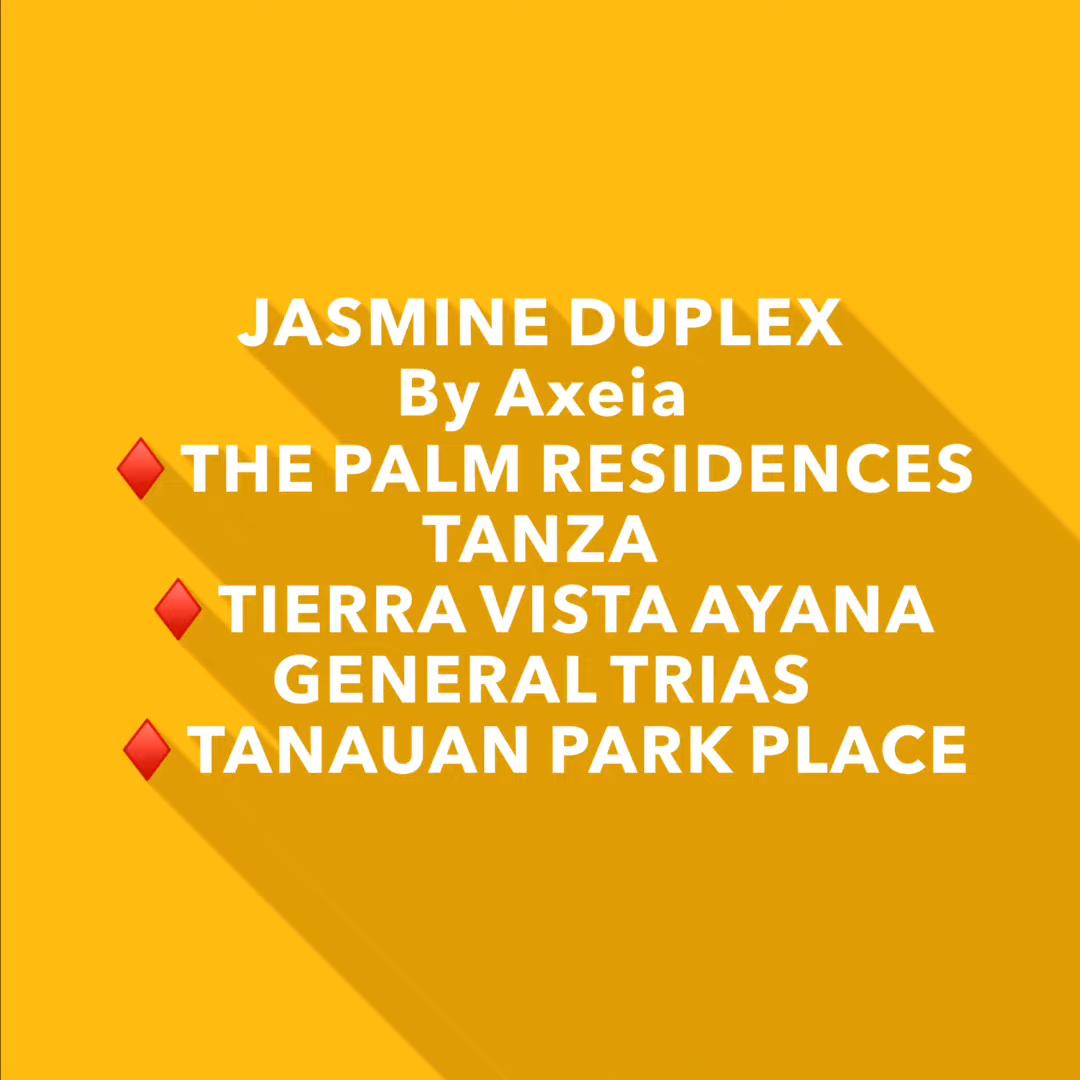 JASMINE DUPLEX
By Axeia
♦️ THE PALM RESIDENCES
TANZA
♦️ TIERRA VISTA AYANA
GENERAL TRIAS
♦️ TANAUAN PARK PLACE